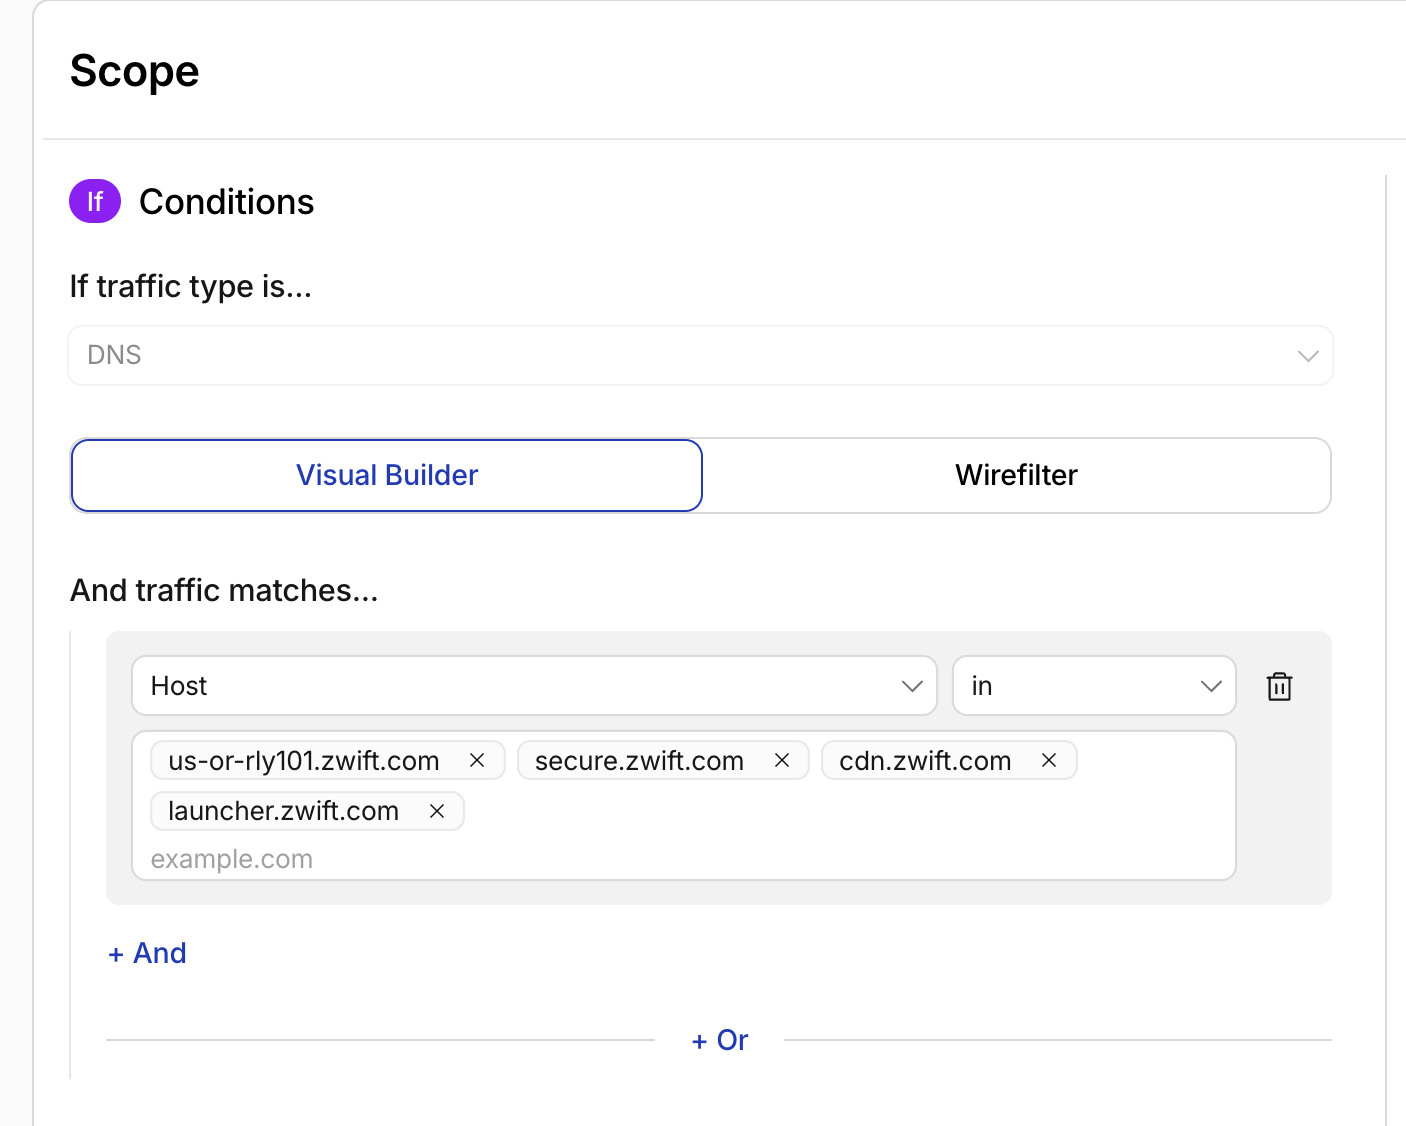 Scope
If Conditions
If traffic type is...
DNS
Visual Builder Wirefilter
And traffic matches...
Host in
us-or-rly101.zwift.com secure.zwift.com cdn.zwift.com
launcher.zwift.com
example.com
+ And
+ Or